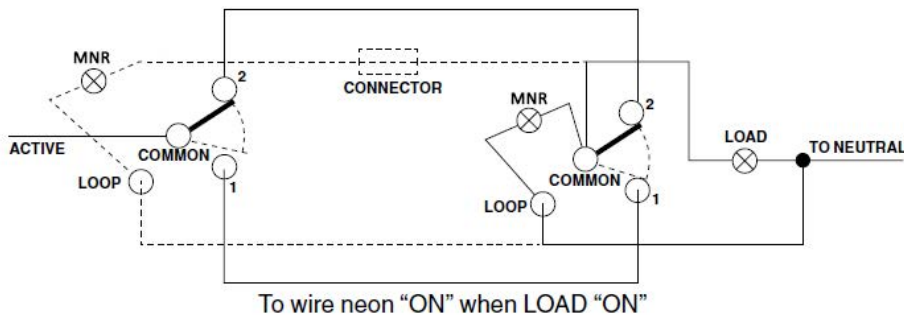 MNR
2
CONNECTOR
MNR
2
ACTIVE
COMMON
LOAD
TO NEUTRAL
LOOP
1
COMMON
LOOP
1
To wire neon “ON” when LOAD “ON”